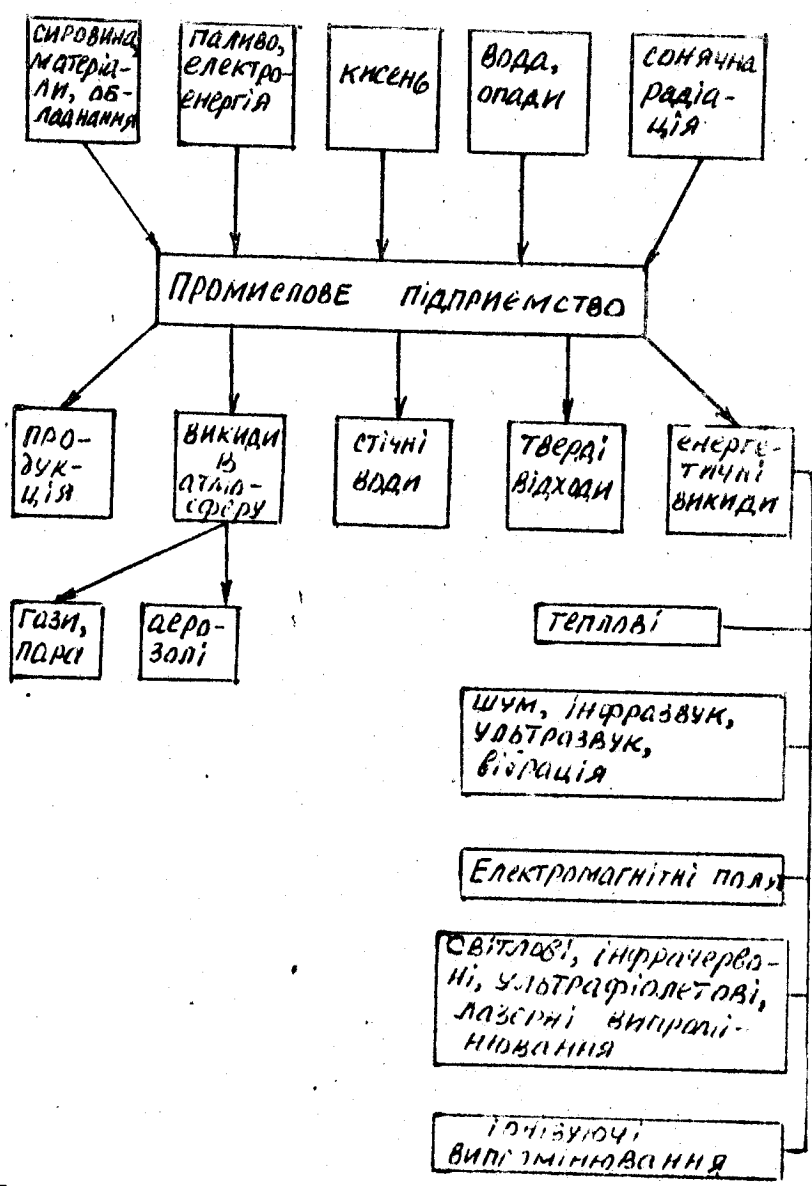 сировина,
матеріа-
ли, об-
ладнання
паливо,
електро-
енергія
кисень
вода,
опади
сонячна
радіа-
ція
Промислове підприємство
про-
дук-
ція
викиди
в
атмо-
сферу
стічні
води
тверді
відходи
енерге-
тичні
викиди
гази,
пара
аеро-
золі
теплові
шум, інфразвук,
ультразвук,
вібрація
Електромагнітні поля
світлові, інфрачерво-
ні, ультрафіолетові,
лазерні випромі-
нювання
іонізуючі
випромінювання